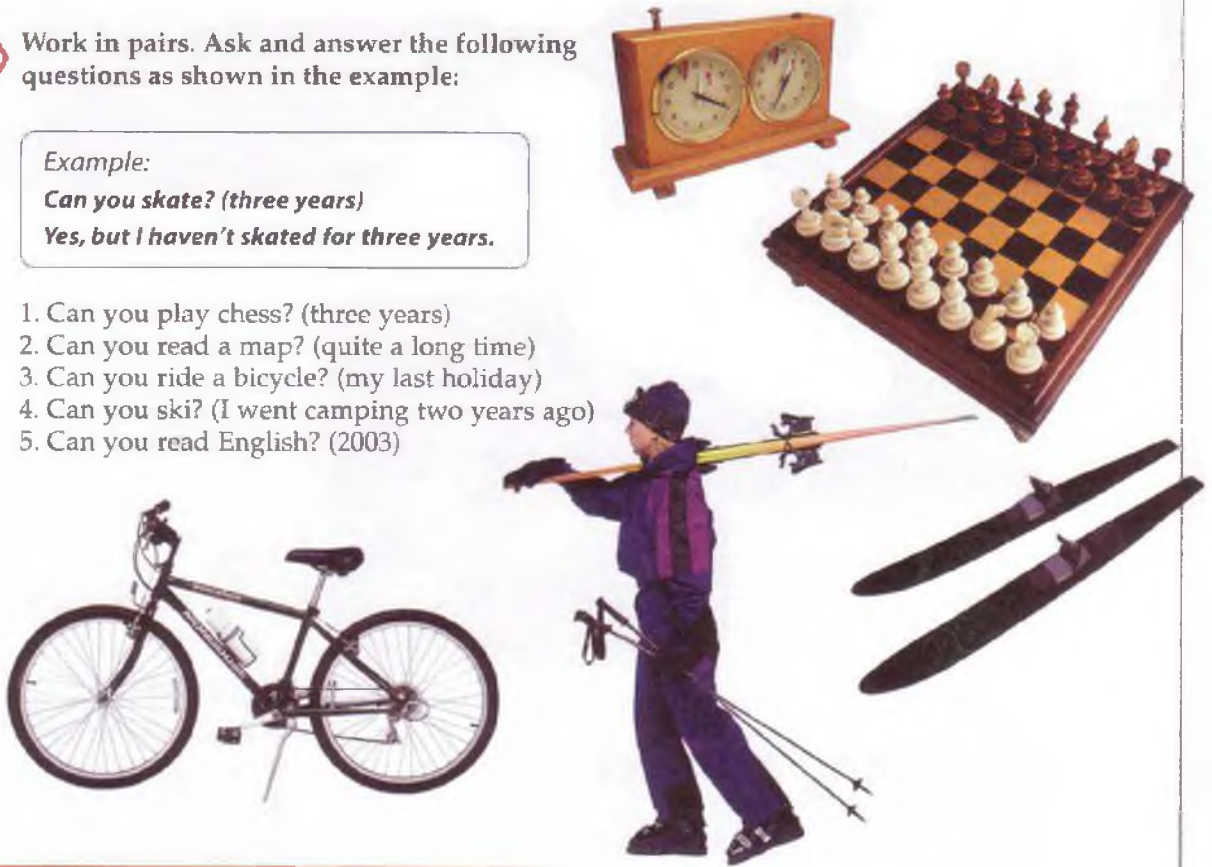 Work in pairs. Ask and answer the following
questions as shown in the example:
Example:
Can you skate? (three years)
Yes, but I haven't skated for three years.
1. Can you play chess? (three years)
2. Can you read a map? (quite a long time)
3. Can you ride a bicycle? (my last holiday)
4. Can you ski? (I went camping two years ago)
5. Can you read English? (2003)